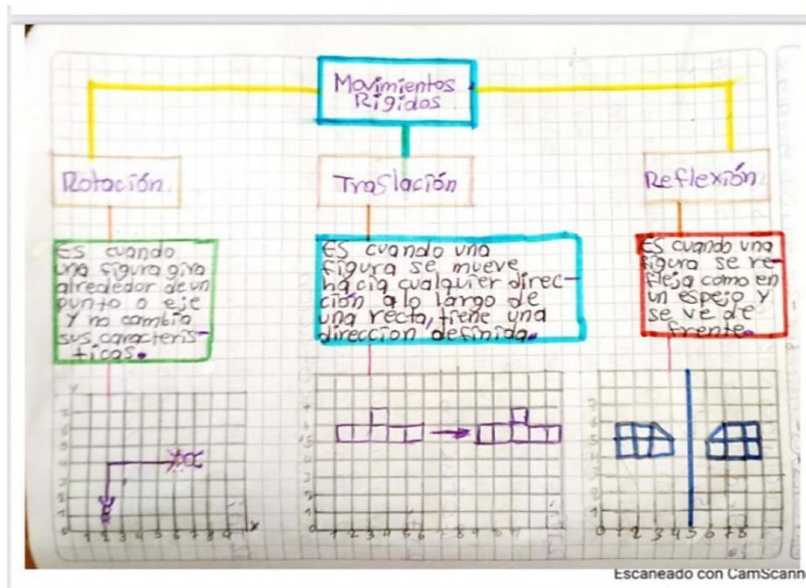 Movimientos
Rígidos
Rotación.
Traslación
Reflexión
Es cuando
una figura gira
alrededor de un
punto o eje
y no cambia
sus caracterís-
ticas.
Es cuando una
figura se mueve
hacia cualquier direc-
ción a lo largo de
una recta, tiene una
dirección definida.
Es cuando una
figura se re-
fleja como en
un espejo y
se ve de
frente.
Escaneado con CamScann